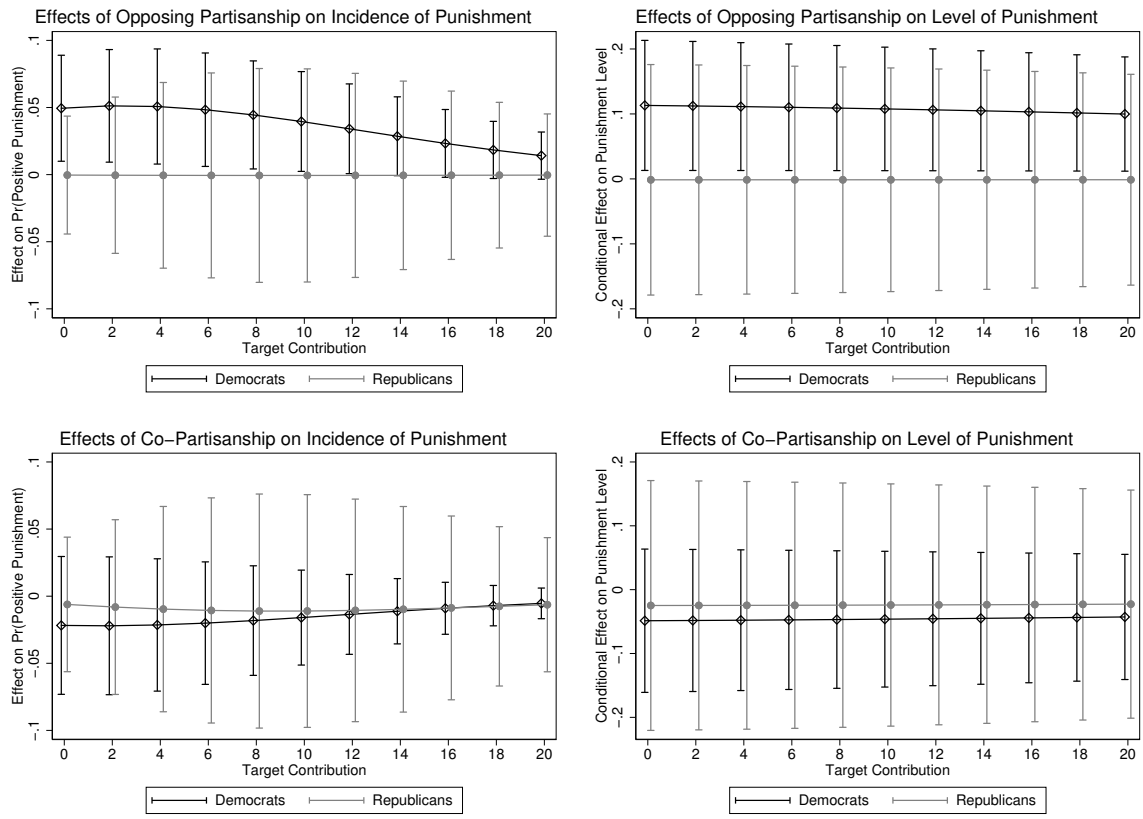 Effects of Opposing Partisanship on Incidence of Punishment
Effect on Pr(Positive Punishment)
.1
.05
0
−.05
−.1
0 2 4 6 8 10 12 14 16 18 20
Target Contribution
Democrats Republicans
Effects of Opposing Partisanship on Level of Punishment
Conditional Effect on Punishment Level
.2
.1
0
−.1
−.2
0 2 4 6 8 10 12 14 16 18 20
Target Contribution
Democrats Republicans
Effects of Co−Partisanship on Incidence of Punishment
Effect on Pr(Positive Punishment)
.1
.05
0
−.05
−.1
0 2 4 6 8 10 12 14 16 18 20
Target Contribution
Democrats Republicans
Effects of Co−Partisanship on Level of Punishment
Conditional Effect on Punishment Level
.2
.1
0
−.1
−.2
0 2 4 6 8 10 12 14 16 18 20
Target Contribution
Democrats Republicans